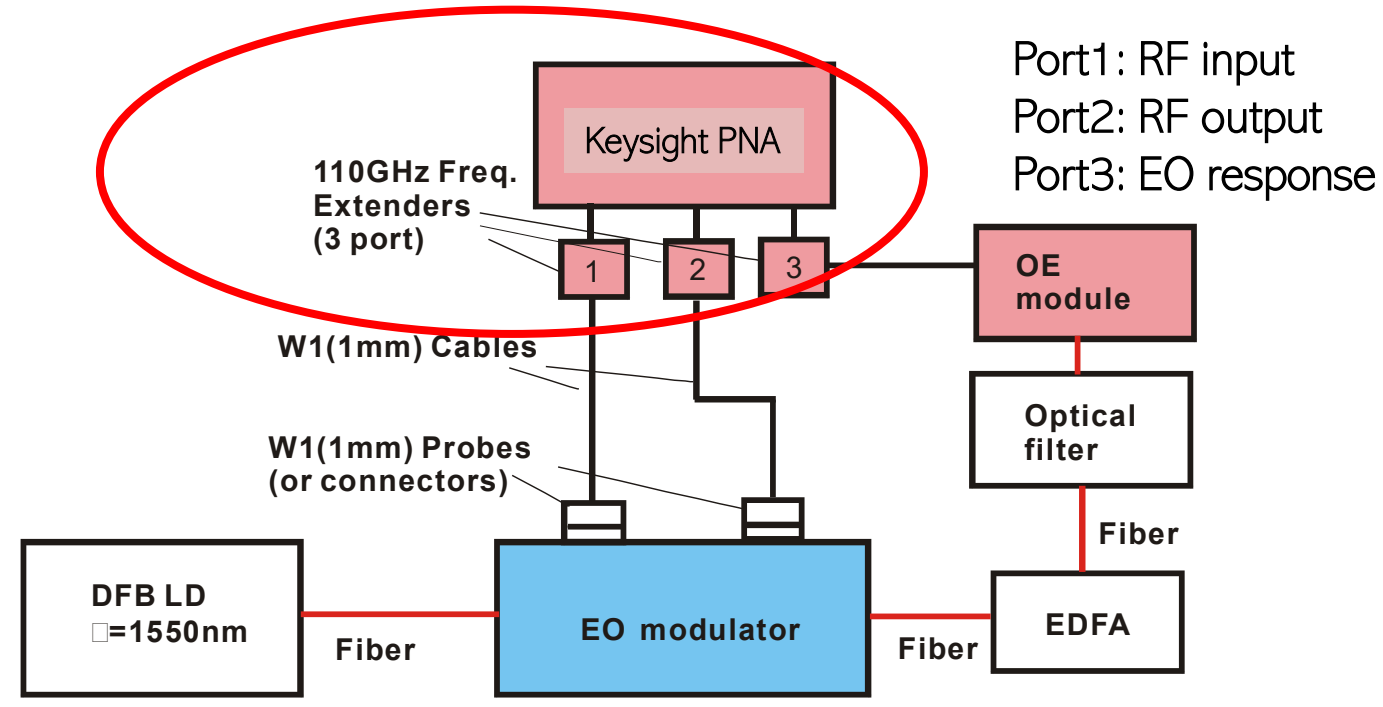 Port1: RF input
Port2: RF output
Port3: EO response
Keysight PNA
110GHz Freq.
Extenders
(3 port)
1
2
3
OE
module
W1(1mm) Cables
Optical
filter
W1(1mm) Probes
(or connectors)
Fiber
DFB LD
□=1550nm
Fiber
EO modulator
Fiber
EDFA